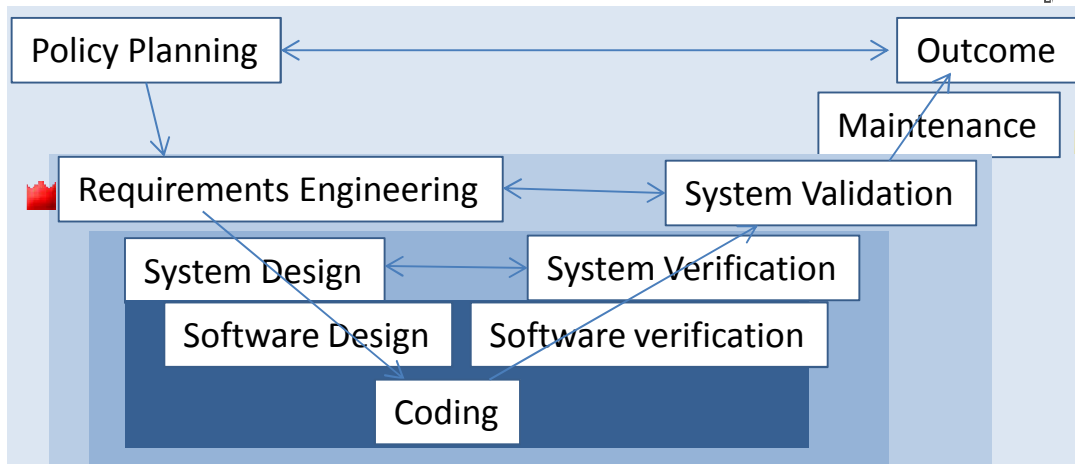 Policy Planning
Outcome
Maintenance
Requirements Engineering
System Validation
System Design
System Verification
Software Design
Software verification
Coding